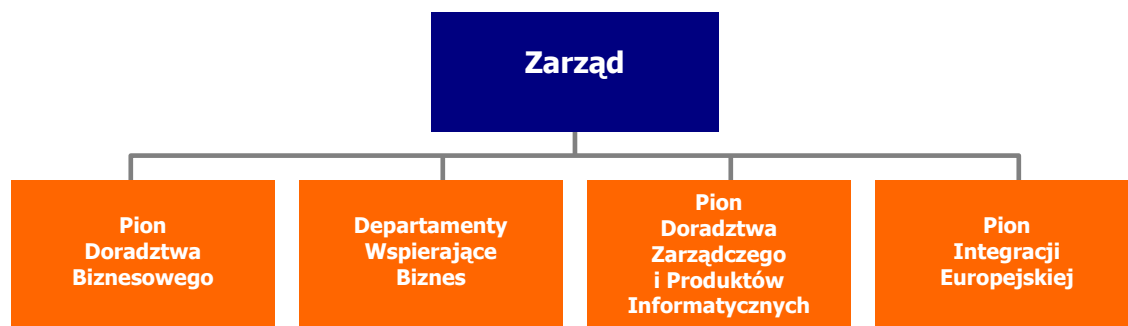 Zarząd
Pion
Doradztwa
Biznesowego
Departamenty
Wspierające
Biznes
Pion
Doradztwa
Zarządczego
i Produktów
Informatycznych
Pion
Integracji
Europejskiej